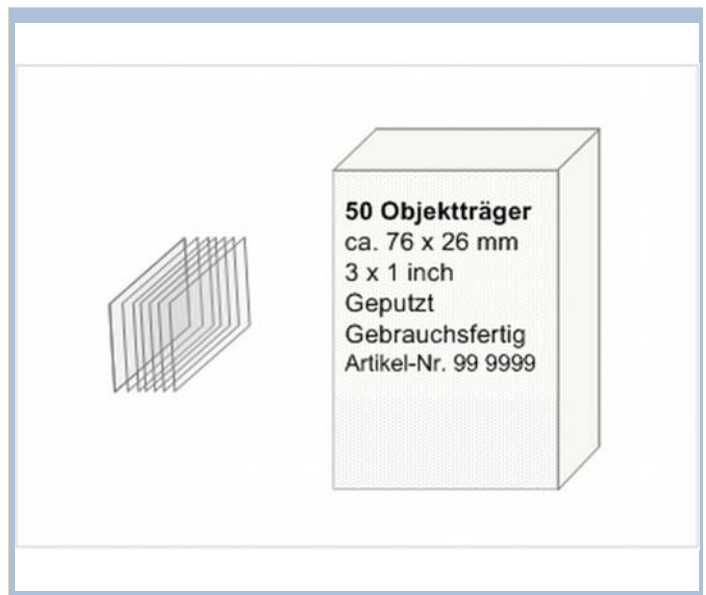 50 Objektträger
ca. 76 x 26 mm
3 x 1 inch
Geputzt
Gebrauchsfertig
Artikel-Nr. 99 9999